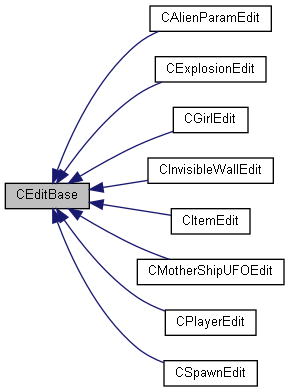 CAlienParamEdit
CExplosionEdit
CGirlEdit
CInvisibleWallEdit
CEditBase
CItemEdit
CMotherShipUFOEdit
CPlayerEdit
CSpawnEdit